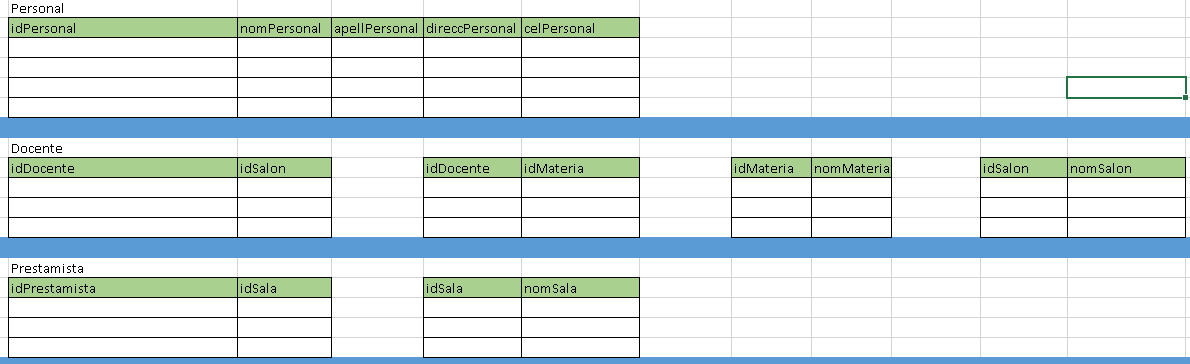 Personal
idPersonal nomPersonal apellPersonal direccPersonal celPersonal
Docente
idDocente idSalon idDocente idMateria idMateria nomMateria idSalon nomSalon
Prestamista
idPrestamista idSala idSala nomSala